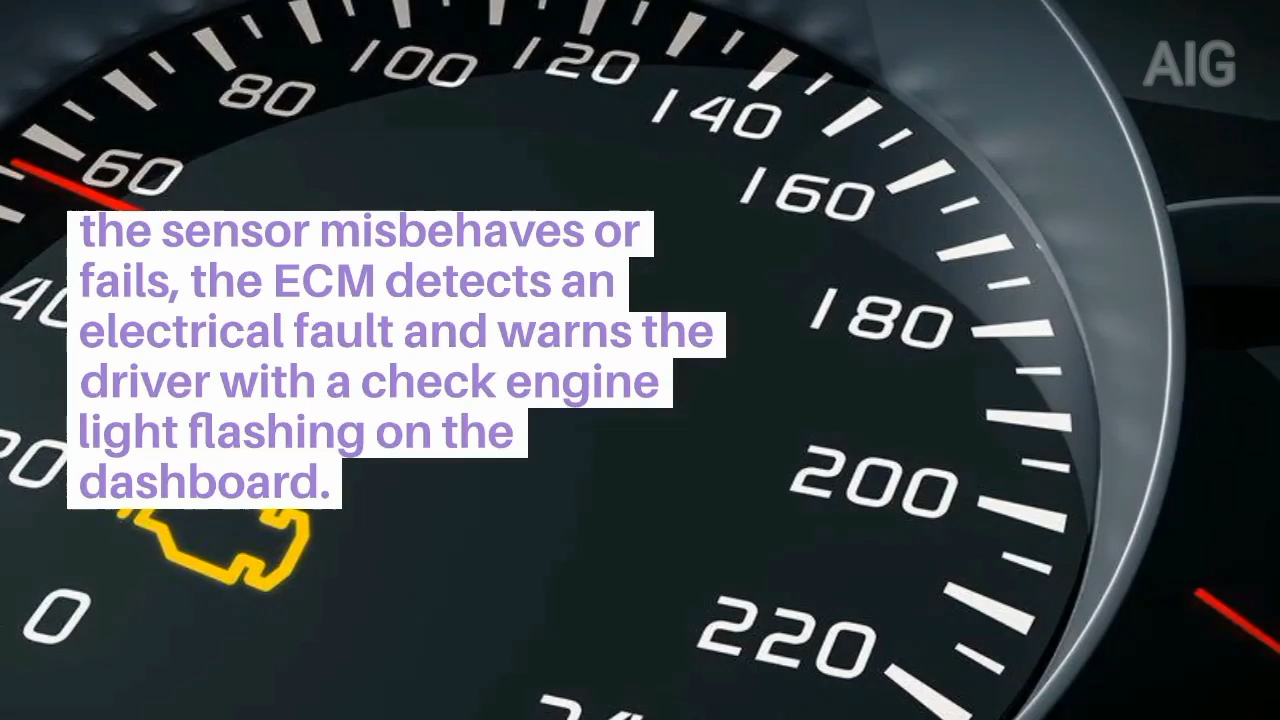 AIG
100
120
80
140
60
160
the sensor misbehaves or
fails, the ECM detects an
electrical fault and warns the
driver with a check engine
light flashing on the
dashboard.
180
200
0
220